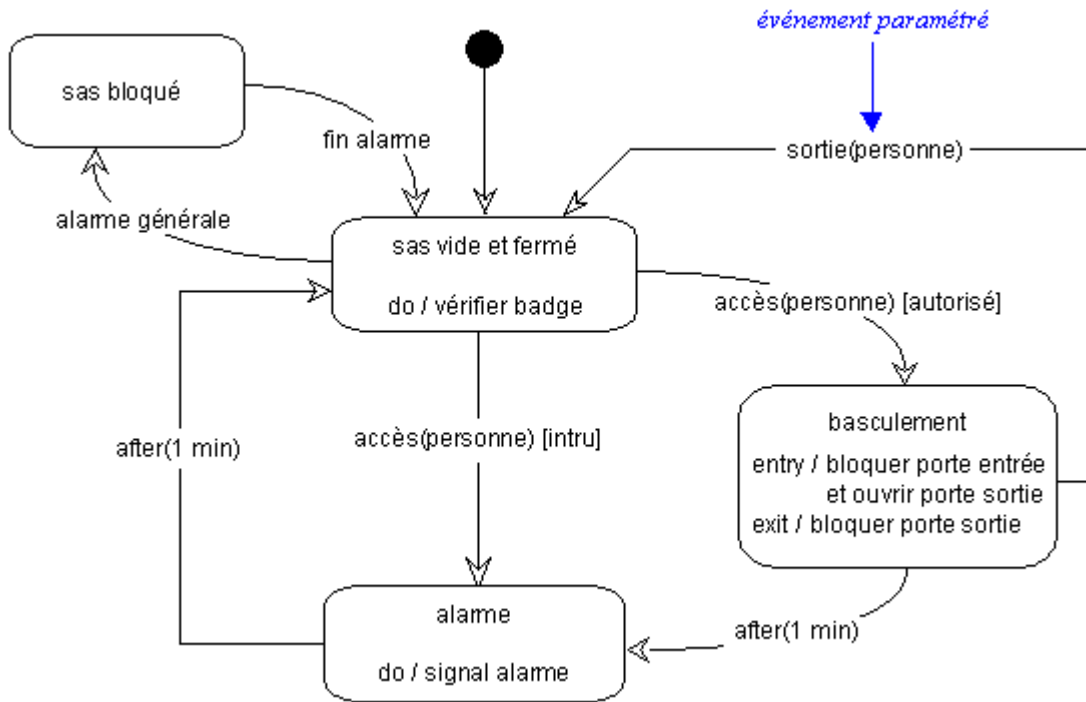 événement paramétré
sas bloqué
fin alarme
sortie(personne)
alarme générale
sas vide et fermé
do / vérifier badge
accès(personne) [autorisé]
after(1 min)
accès(personne) [intru]
basculement
entry / bloquer porte entrée
et ouvrir porte sortie
exit / bloquer porte sortie
alarme
do / signal alarme
after(1 min)